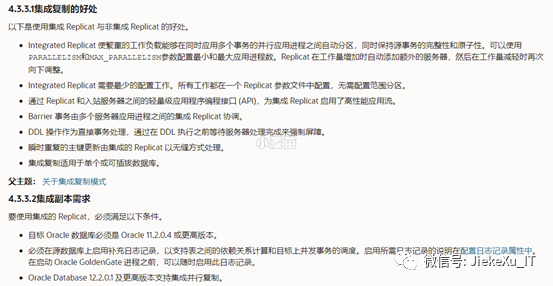 4.3.3.1集成复制的好处
以下是使用集成 Replicat 与非集成 Replicat 的好处。
• Integrated Replicat 使繁重的工作负载能够在同时应用多个事务的并行应用进程之间自动分区，同时保持源事务的完整性和原子性。可以使用
PARALLELISM和MAX_PARALLELISM参数配置最小和最大应用进程数。Replicat 在工作量增加时自动添加额外的服务器，然后在工作量减轻时再次
向下调整。
• Integrated Replicat 需要最少的配置工作。所有工作都在一个 Replicat 参数文件中配置，无需配置范围分区。
• 通过 Replicat 和入站服务器之间的轻量级应用程序编程接口 (API)，为集成 Replicat 启用了高性能应用流。
• Barrier 事务由多个服务器应用进程之间的集成 Replicat 协调。
• DDL 操作作为直接事务处理，通过在 DDL 执行之前等待服务器处理完成来强制屏障。
• 瞬时重复的主键更新由集成的 Replicat 以无缝方式处理。
• 集成复制适用于单个或可插拔数据库。
父主题： 关于集成复制模式
4.3.3.2集成副本需求
要使用集成的 Replicat，必须满足以下条件。
• 目标 Oracle 数据库必须是 Oracle 11.2.0.4 或更高版本。
• 必须在源数据库上启用补充日志记录，以支持表之间的依赖关系计算和目标上并发事务的调度。启用所需日志记录的说明在配置日志记录属性中。
在启动 Oracle GoldenGate 进程之前，可以随时启用此日志记录。
• Oracle Database 12.2.0.1 及更高版本支持集成并行复制。
微信号: JiekeXu_IT